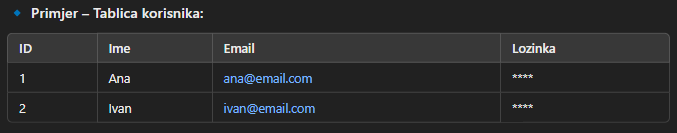 Primjer – Tablica korisnika:
ID Ime Email Lozinka
1 Ana ana@email.com ****
2 Ivan ivan@email.com ****